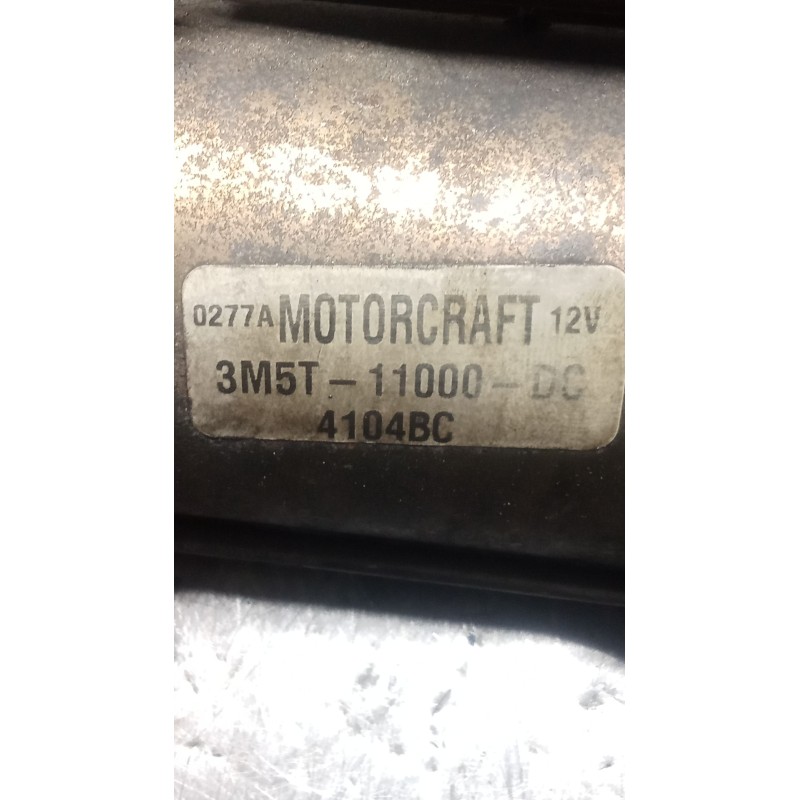 0277A MOTORCRAFT 12V
3M5T-11000-DC
4104BC